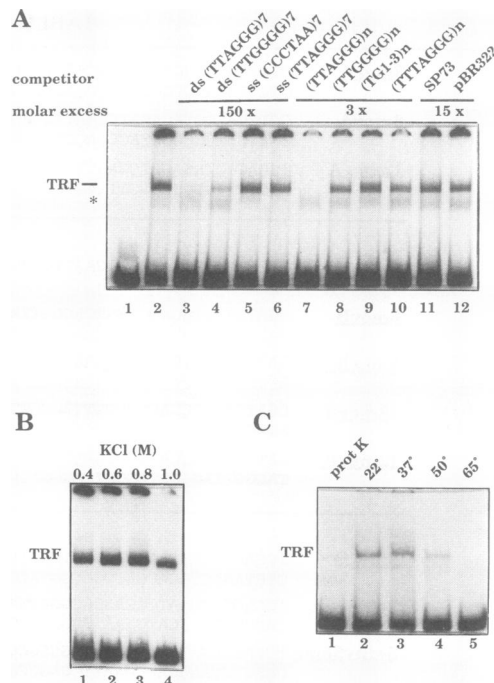 A
competitor
ds (TTAGGG)7
ds (TTGGGG)7
ss (CCCTAA)7
ss (TTAGGG)7
(TTAGGG)n
(TTGGGG)n
(TG1-3)n
(TTTAGGG)n
SP73
pBR322
molar excess
150 x
3 x
15 x
TRF
*
1 2 3 4 5 6 7 8 9 10 11 12
B
KCl (M)
0.4 0.6 0.8 1.0
TRF
1 2 3 4
C
prot K
22°
37°
50°
65°
TRF
1 2 3 4 5